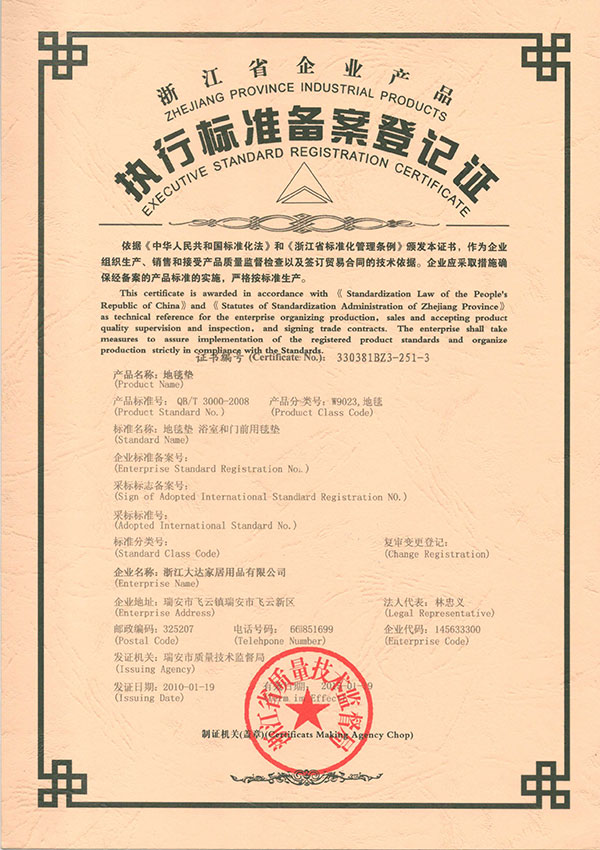 浙江省企业产品
ZHEJIANG PROVINCE INDUSTRIAL PRODUCTS
执行标准备案登记证
EXECUTIVE STANDARD REGISTRATION CERTIFICATE
依据《中华人民共和国标准化法》和《浙江省标准化管理条例》颁发本证书，作为企业
组织生产、销售和接受产品质量监督检查以及签订贸易合同的技术依据。企业应采取措施确
保经备案的产品标准的实施，严格按标准生产。
This certificate is awarded in accordance with 《 Standardization Law of the People's
Republic of China》and 《Statutes of Standardization Administration of Zhejiang Province》
as technical reference for the enterprise organizing production, sales and accepting product
quality supervision and inspection, and signing trade contracts. The enterprise shall take
measures to assure implementation of the registered product standards and organize
production strictly in compliance with the Standards.
证书编号 (Certificate No.): 330381BZ3-251-3
产品名称: 地毯垫
(Product Name)
产品标准号: QB/T 3000-2008 产品分类号: W9023,地毯
(Product Standard No.) (Product Class Code)
标准名称: 地毯垫 浴室和门前用毯垫
(Standard Name)
企业标准备案号:
(Enterprise Standard Registration No.)
采标标志备案号:
(Sign of Adopted International Standard Registration NO.)
采标标准号:
(Adopted International Standard No.)
标准分类号: 复审变更登记:
(Standard Class Code) (Change Registration)
企业名称: 浙江大达家居用品有限公司
(Enterprise Name)
企业地址: 瑞安市飞云镇瑞安市飞云新区 法人代表: 林忠义
(Enterprise Address) (Legal Representative)
邮政编码: 325207 电话号码: 66851699 企业代码: 145633300
(Postal Code) (Telehpone Number) (Enterprise Code)
发证机关: 瑞安市质量技术监督局
(Issuing Agency)
发证日期: 2010-01-19
(Issuing Date)
浙江省质量技术监督局
制证机关(盖章)(Certificats Making Agency Chop)